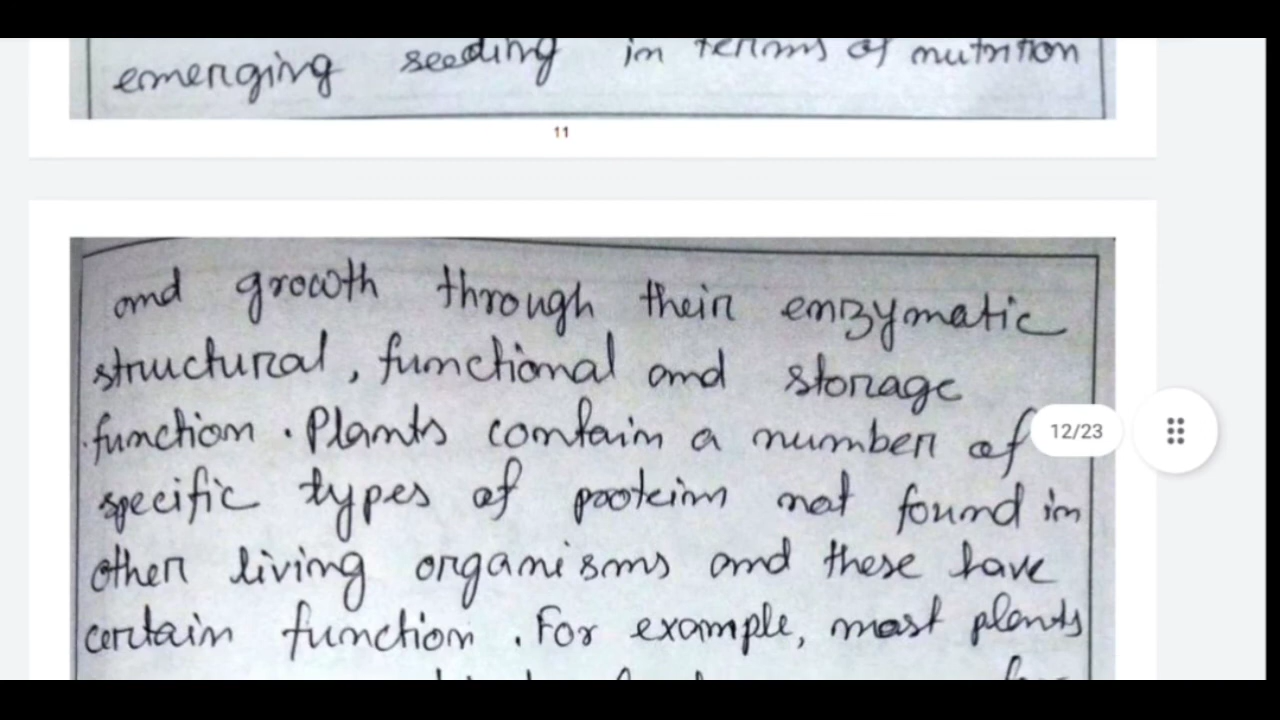 emerging seeding in terms of nutrition
11
and growth through their enzymatic
structural, functional and storage
function. Plants contain a number of
12/23
specific types of pootein not found in
other living organisms and these have
certain function. For example, most plants